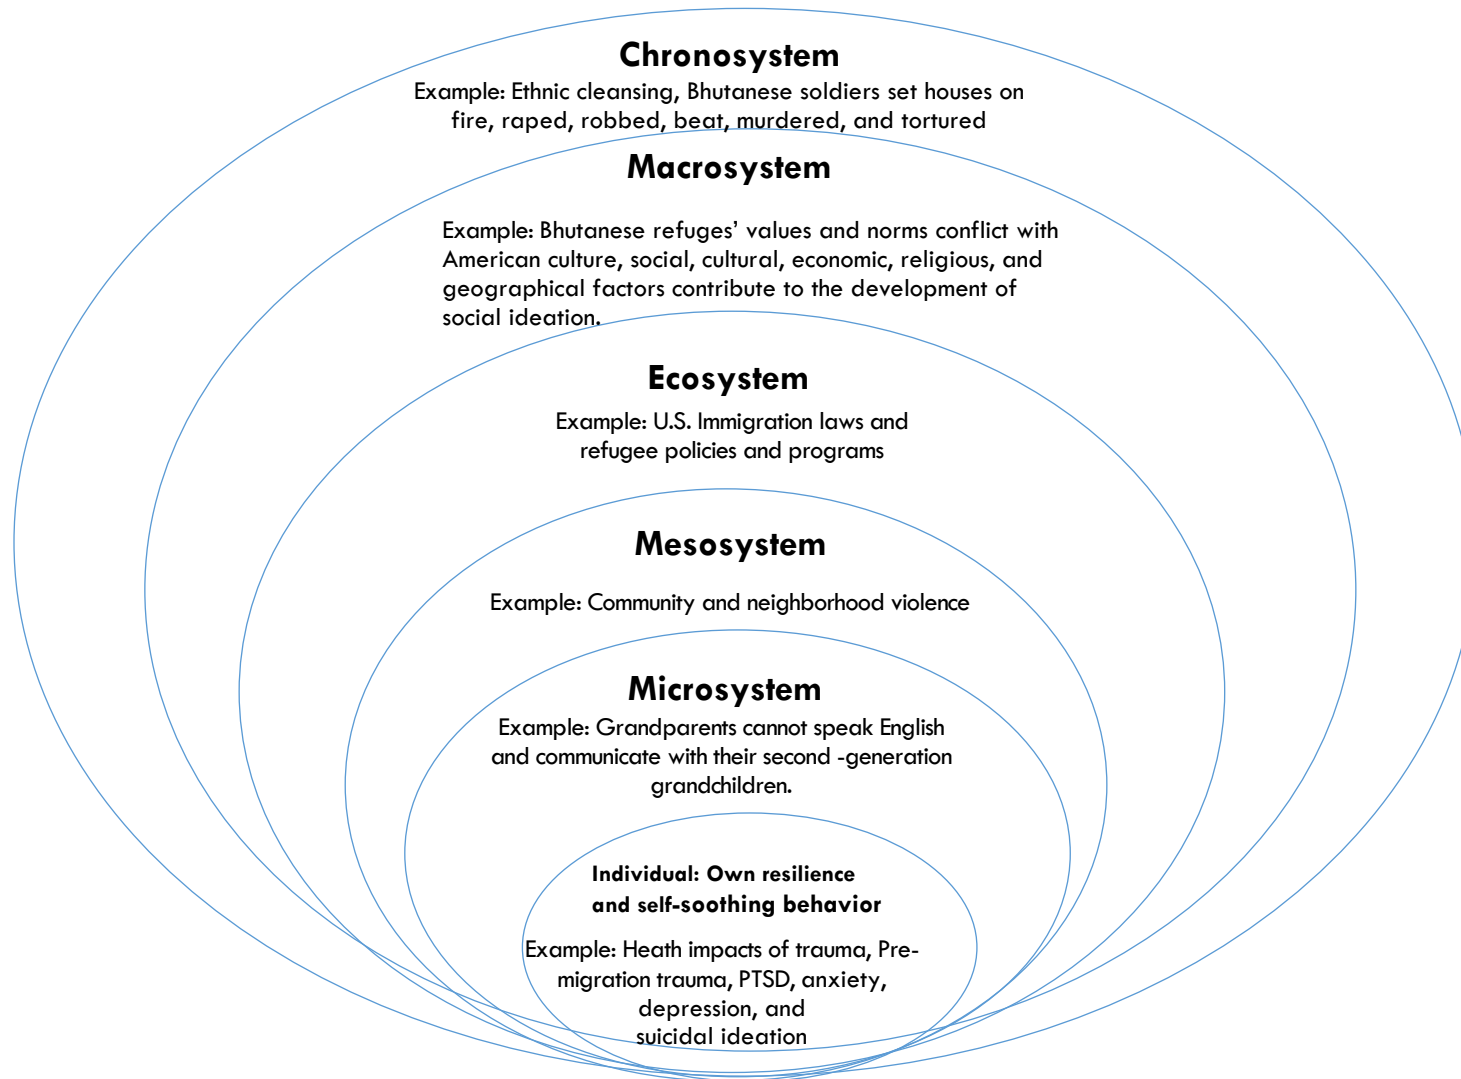 Chronosystem
Example: Ethnic cleansing, Bhutanese soldiers set houses on
fire, raped, robbed, beat, murdered, and tortured
Macrosystem
Example: Bhutanese refuges’ values and norms conflict with
American culture, social, cultural, economic, religious, and
geographical factors contribute to the development of
social ideation.
Ecosystem
Example: U.S. Immigration laws and
refugee policies and programs
Mesosystem
Example: Community and neighborhood violence
Microsystem
Example: Grandparents cannot speak English
and communicate with their second -generation
grandchildren.
Individual: Own resilience
and self-soothing behavior
Example: Heath impacts of trauma, Pre-
migration trauma, PTSD, anxiety,
depression, and
suicidal ideation